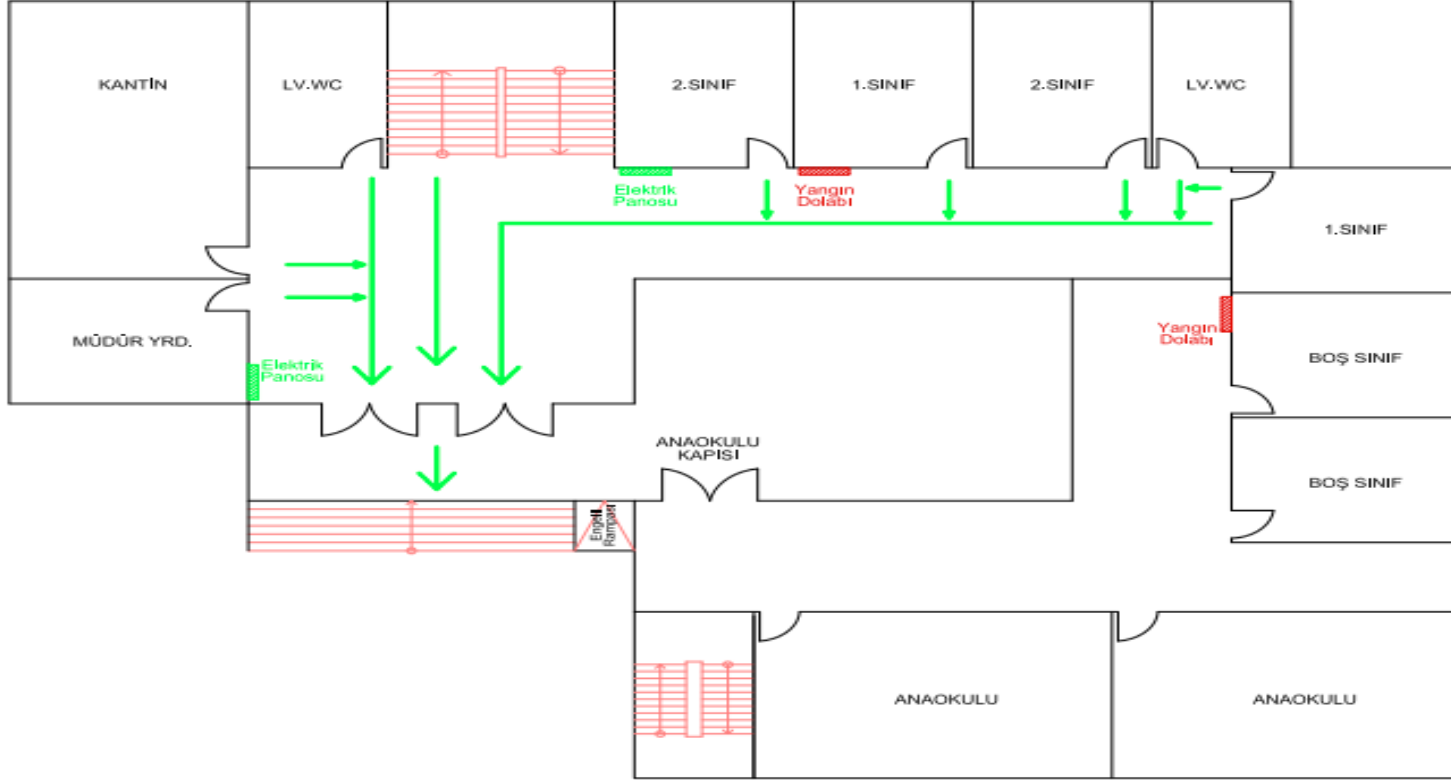 KANTİN
LV.WC
2.SINIF
1.SINIF
2.SINIF
LV.WC
Elektrik
Panosu
Yangın
Dolabı
1.SINIF
MÜDÜR YRD.
Elektrik
Panosu
Yangın
Dolabı
BOŞ SINIF
ANAOKULU
KAPISI
BOŞ SINIF
Engelli
Rampası
ANAOKULU
ANAOKULU